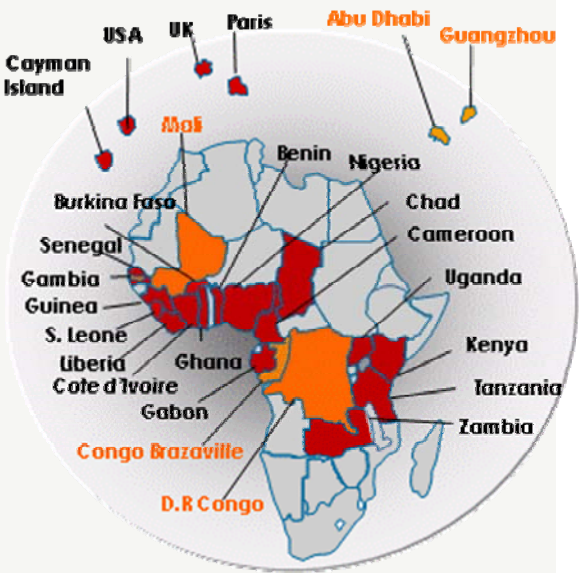 Abu Dhabi
Paris
UK
USA
Guangzhou
Cayman
Island
Mali
Benin
Nigeria
Burkina Faso
Chad
Cameroon
Senegal
Gambia
Uganda
Guinea
S. Leone
Kenya
Liberia
Ghana
Cote d'Ivoire
Tanzania
Gabon
Zambia
Congo Brazaville
D.R Congo